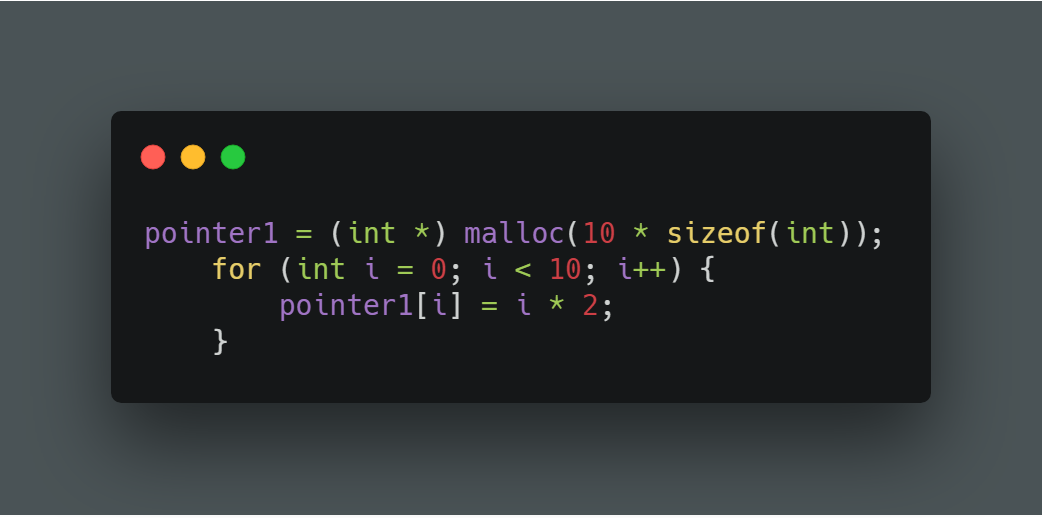 pointer1 = (int *) malloc(10 * sizeof(int));
    for (int i = 0; i < 10; i++) {
        pointer1[i] = i * 2;
    }